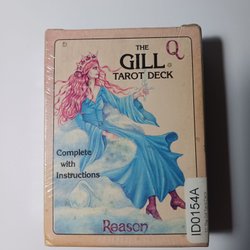 THE
Q
GILL®
TAROT DECK
Complete
with
Instructions
Reason
ID0154A